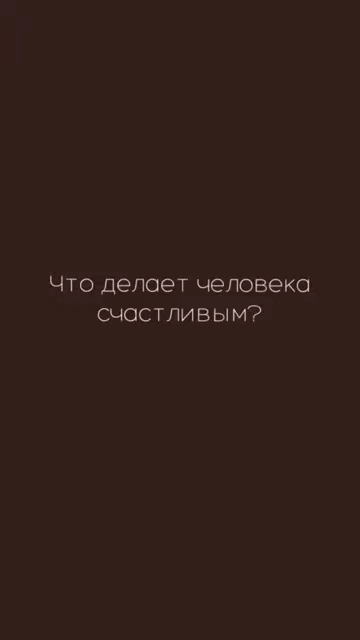 Что делает человека
счастливым?